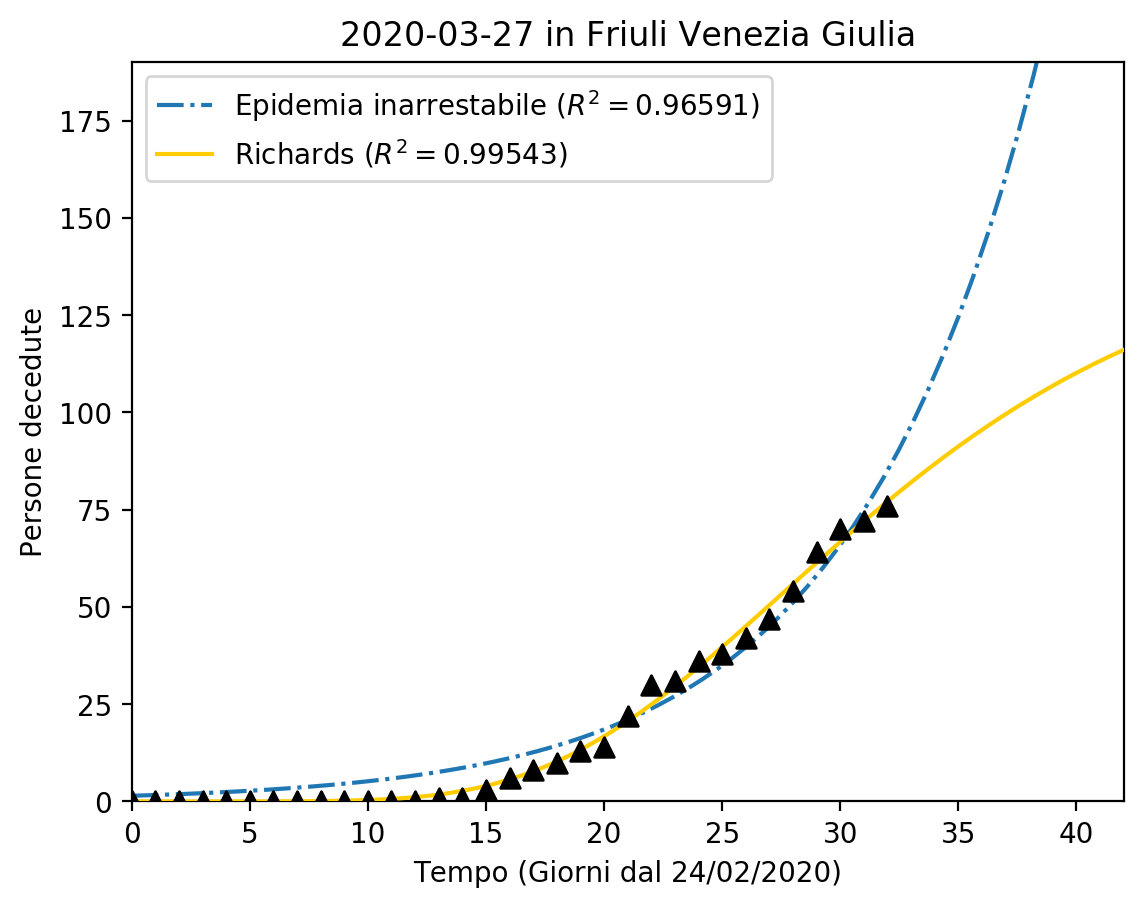 2020-03-27 in Friuli Venezia Giulia
Epidemia inarrestabile (R² = 0.96591)
Richards (R² = 0.99543)
175
150
125
100
75
50
25
0
Persone decedute
0 5 10 15 20 25 30 35 40
Tempo (Giorni dal 24/02/2020)